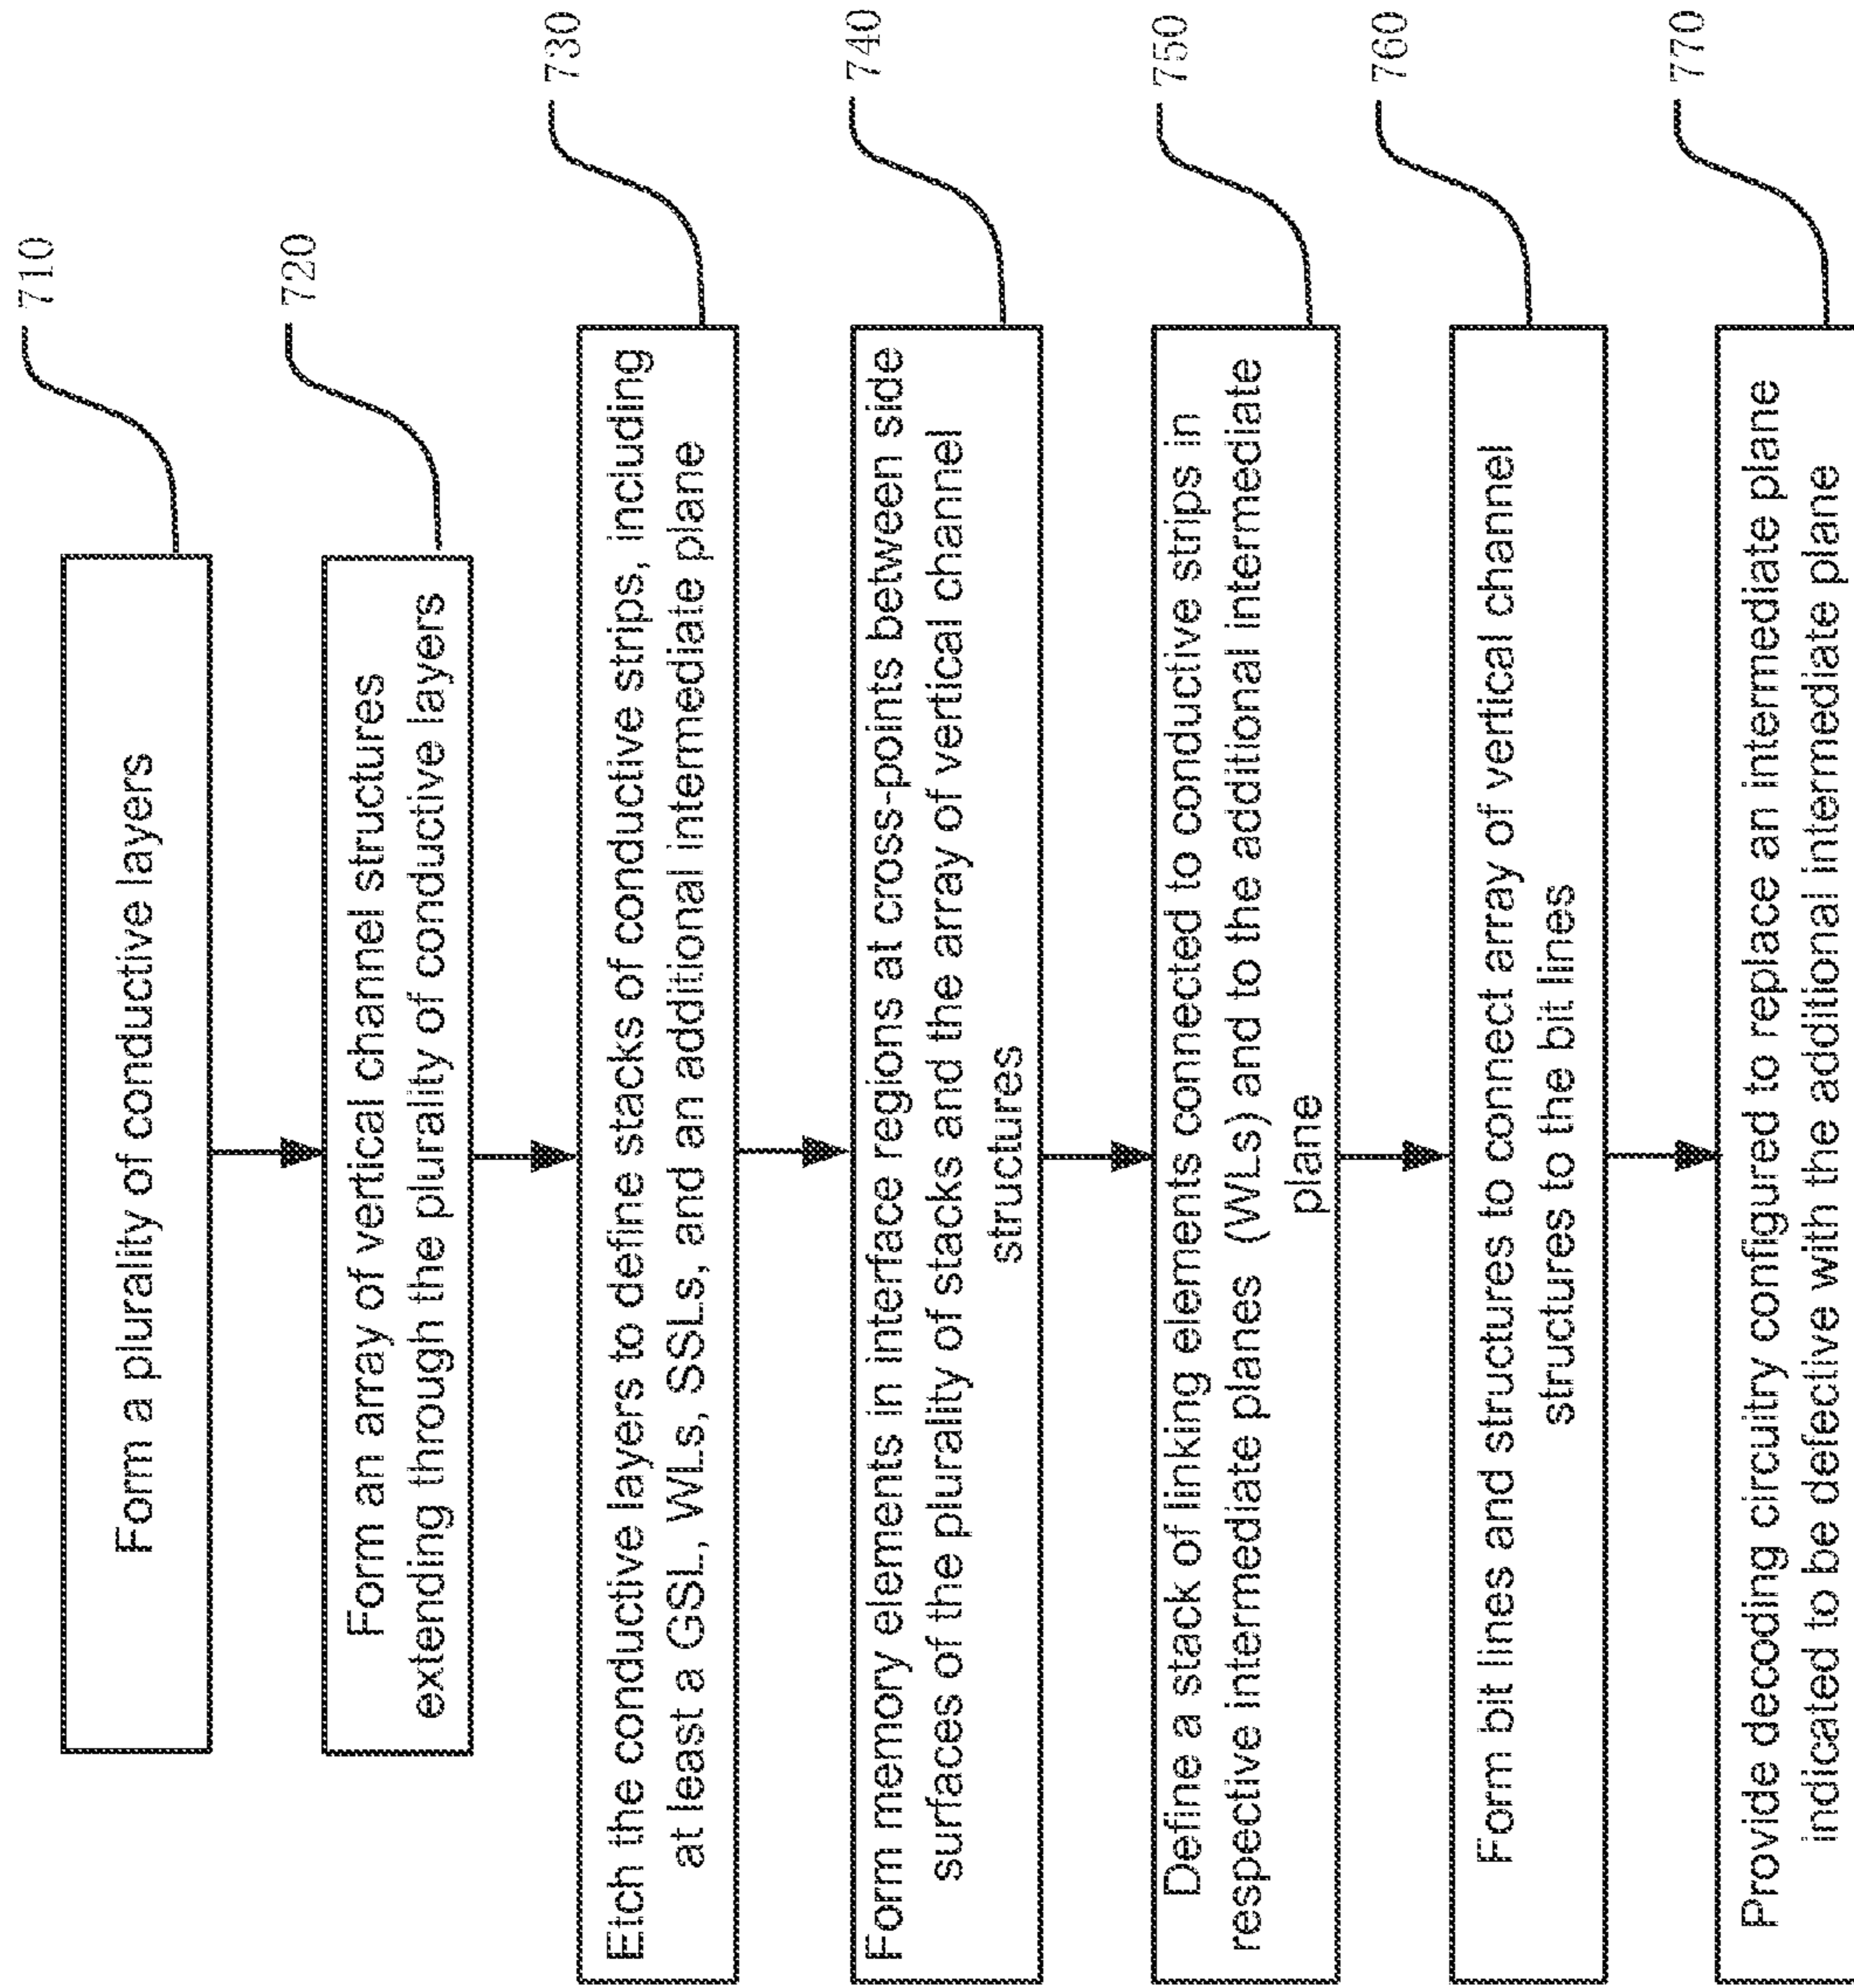 710
Form a plurality of conductive layers
720
Form an array of vertical channel structures
extending through the plurality of conductive layers
730
Etch the conductive layers to define stacks of conductive strips, including
at least a GSL, WLs, SSLs, and an additional intermediate plane
740
Form memory elements in interface regions at cross-points between side
surfaces of the plurality of stacks and the array of vertical channel
structures
750
Define a stack of linking elements connected to conductive strips in
respective intermediate planes (WLs) and to the additional intermediate
plane
760
Form bit lines and structures to connect array of vertical channel
structures to the bit lines
770
Provide decoding circuitry configured to replace an intermediate plane
indicated to be defective with the additional intermediate plane